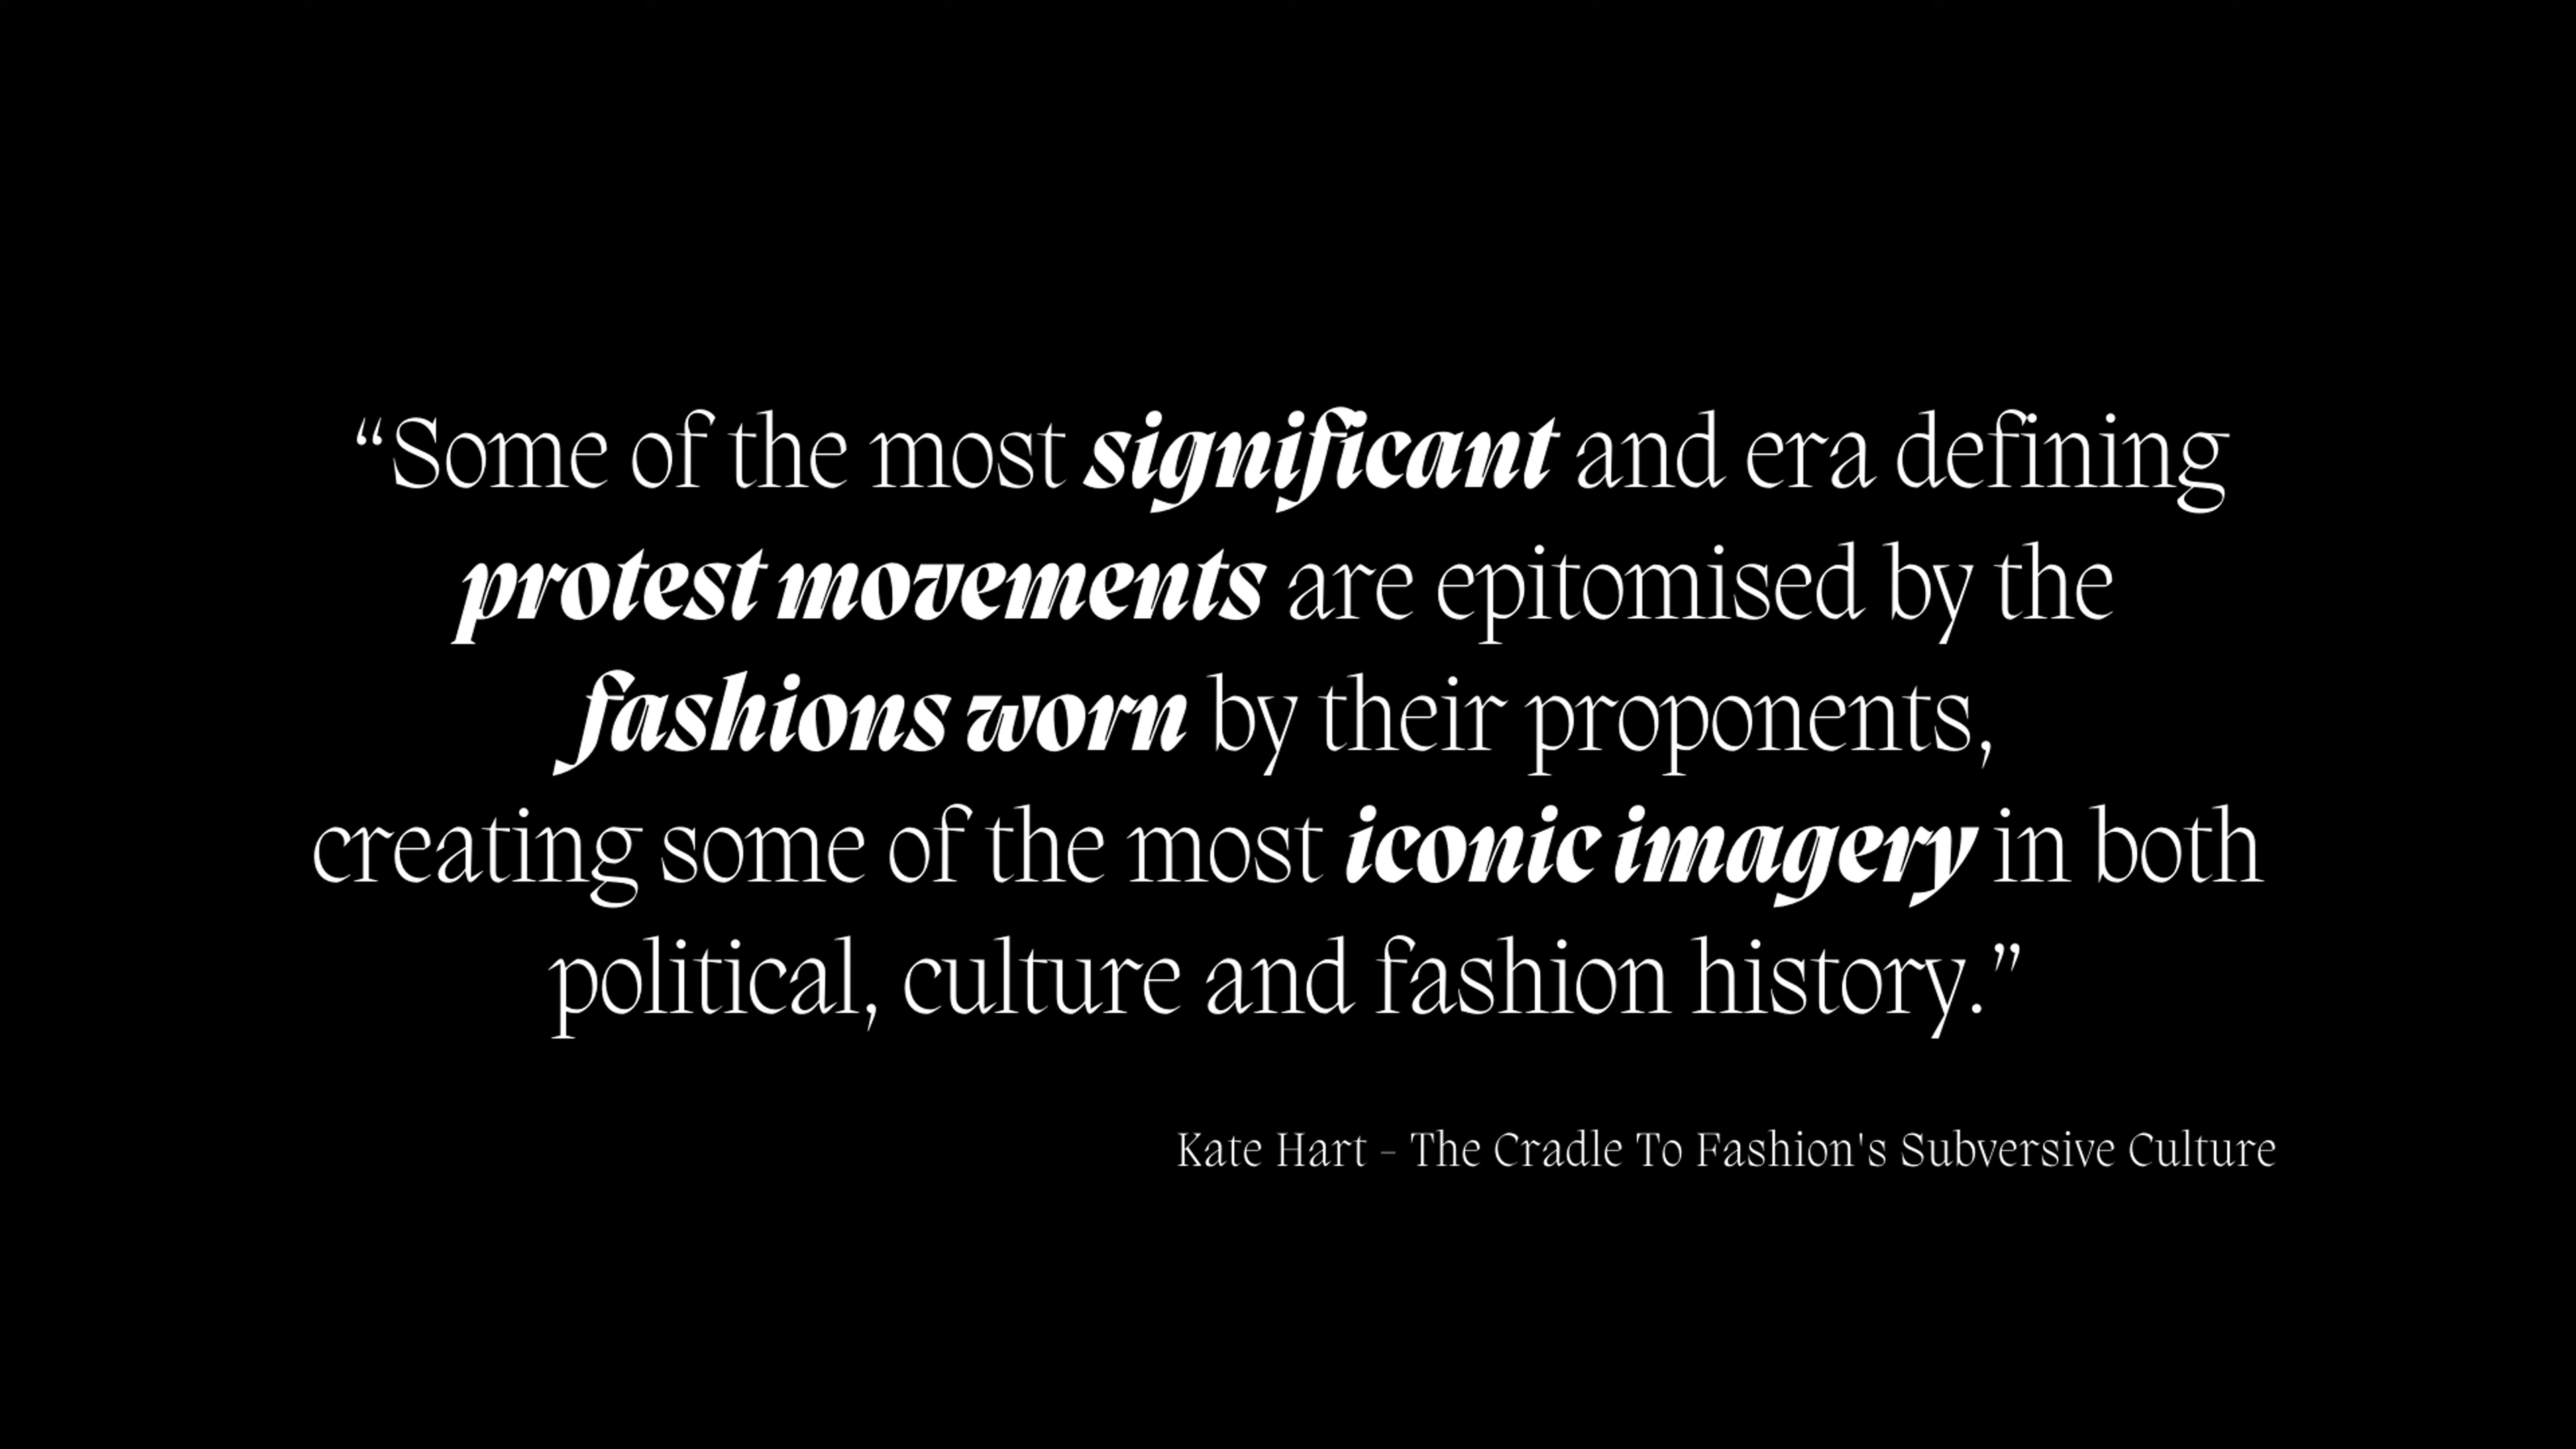 “Some of the most significant and era defining
protest movements are epitomised by the
fashions worn by their proponents,
creating some of the most iconic imagery in both
political, culture and fashion history.”
Kate Hart - The Cradle To Fashion's Subversive Culture